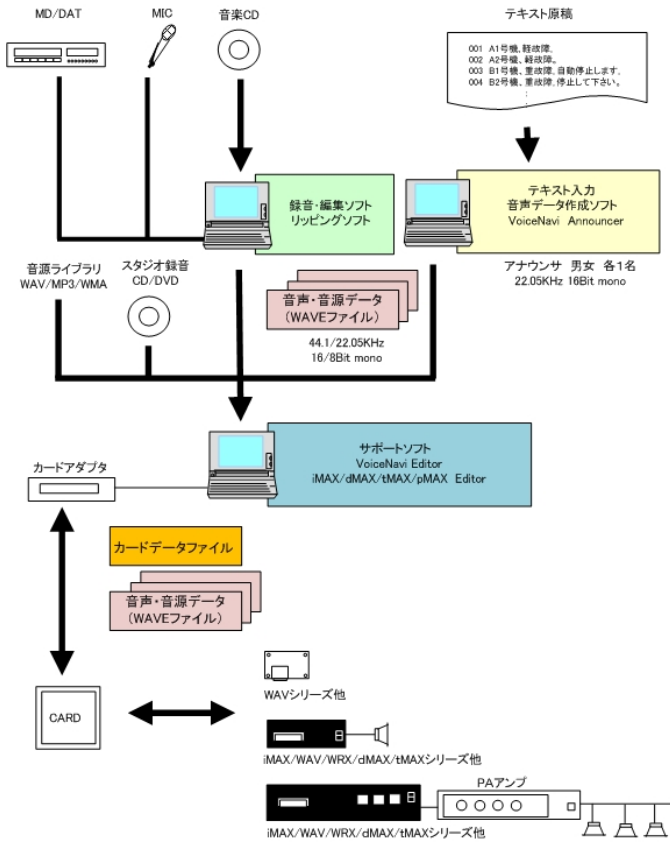 MD/DAT
MIC
音楽CD
テキスト原稿
001 A1号機、軽故障.
002 A2号機、軽故障。
003 B1号機、重故障.自動停止します.
004 B2号機、重故障.停止して下さい。
録音・編集ソフト
リッピングソフト
テキスト入力
音声データ作成ソフト
VoiceNavi Announcer
アナウンサ 男女 各1名
22.05KHz 16Bit mono
音源ライブラリ
WAV/MP3/WMA
スタジオ録音
CD/DVD
音声・音源データ
(WAVEファイル)
44.1/22.05KHz
16/8Bit mono
サポートソフト
VoiceNavi Editor
iMAX/dMAX/tMAX/pMAX Editor
カードアダプタ
カードデータファイル
音声・音源データ
(WAVEファイル)
CARD
WAVシリーズ他
iMAX/WAV/WRX/dMAX/tMAXシリーズ他
PAアンプ
iMAX/WAV/WRX/dMAX/tMAXシリーズ他